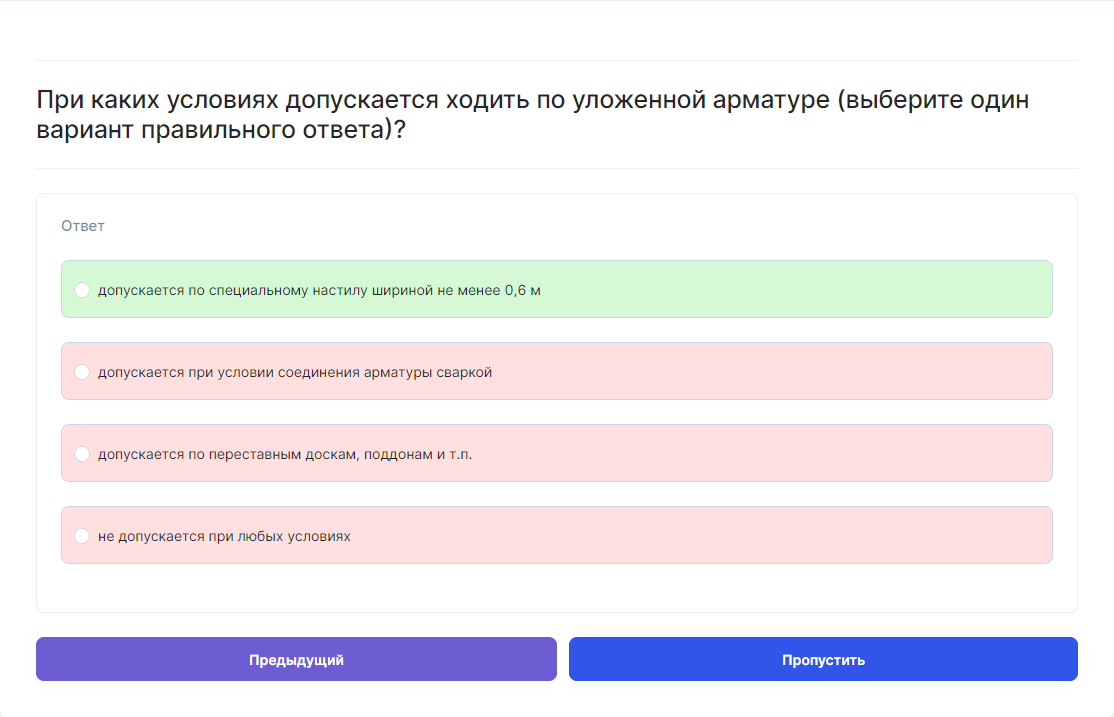 При каких условиях допускается ходить по уложенной арматуре (выберите один
вариант правильного ответа)?
Ответ
допускается по специальному настилу шириной не менее 0,6 м
допускается при условии соединения арматуры сваркой
допускается по переставным доскам, поддонам и т.п.
не допускается при любых условиях
Предыдущий
Пропустить